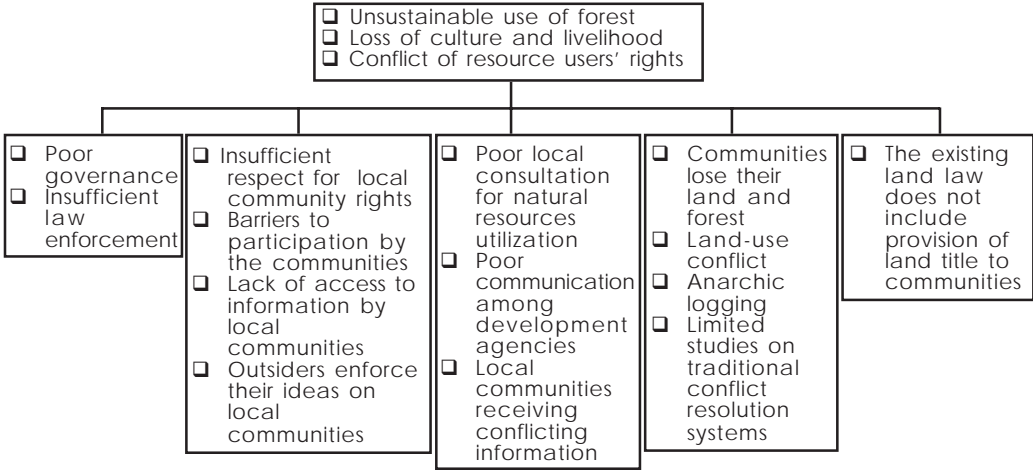 ❑ Unsustainable use of forest
❑ Loss of culture and livelihood
❑ Conflict of resource users' rights
❑ Poor
governance
❑ Insufficient
law
enforcement
❑ Insufficient
respect for local
community rights
❑ Barriers to
participation by
the communities
❑ Lack of access to
information by
local
communities
❑ Outsiders enforce
their ideas on
local
communities
❑ Poor local
consultation
for natural
resources
utilization
❑ Poor
communication
among
development
agencies
❑ Local
communities
receiving
conflicting
information
❑ Communities
lose their
land and
forest
❑ Land-use
conflict
❑ Anarchic
logging
❑ Limited
studies on
traditional
conflict
resolution
systems
❑ The existing
land law
does not
include
provision of
land title to
communities